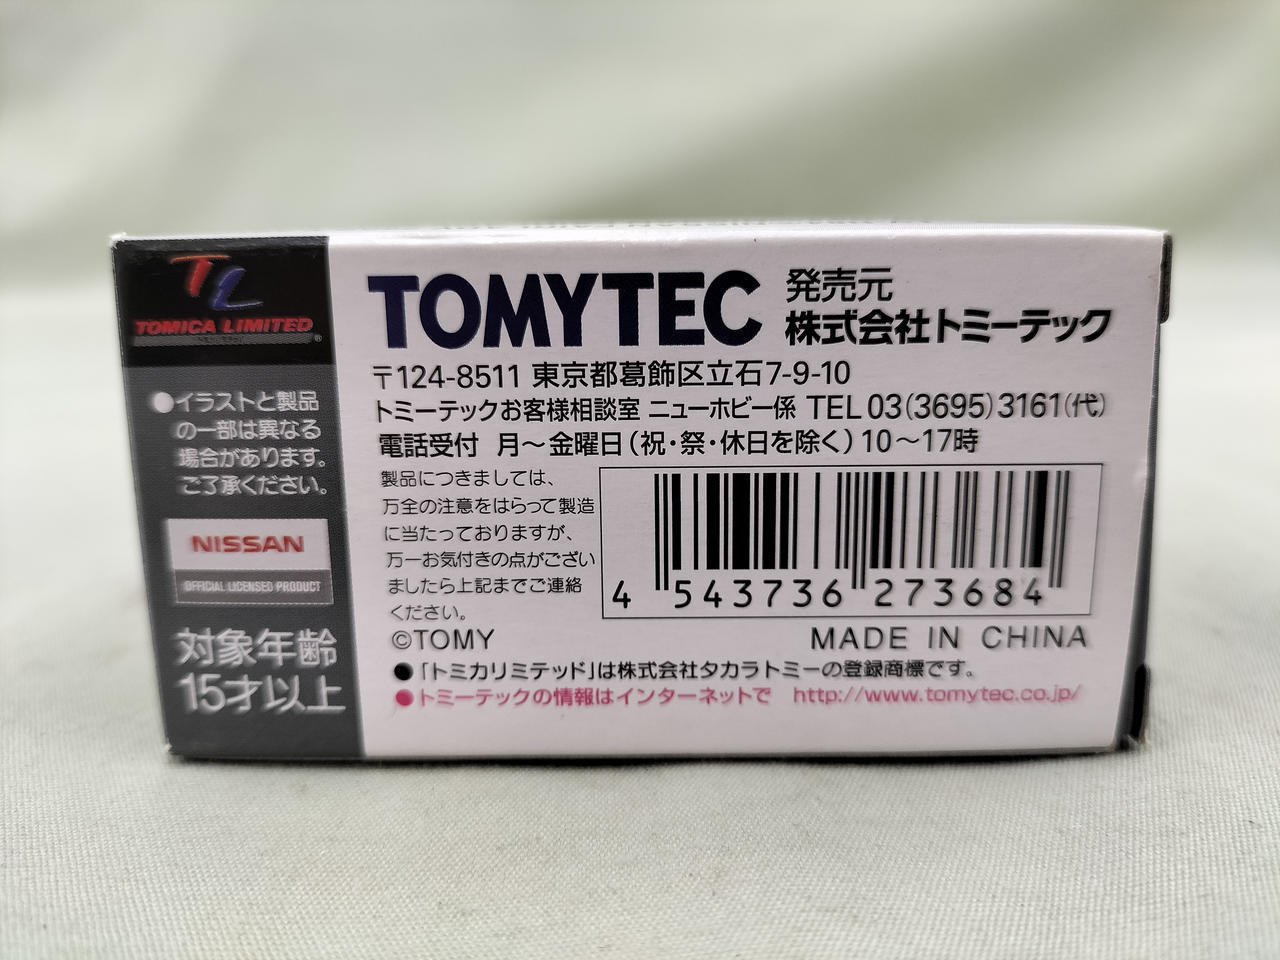 TL
TOMICA LIMITED
®
●イラストと製品
の一部は異なる
場合があります。
ご了承ください。
NISSAN
OFFICIAL LICENSED PRODUCT
対象年齢
15才以上
TOMYTEC
発売元
株式会社トミーテック
〒124-8511 東京都葛飾区立石7-9-10
トミーテックお客様相談室 ニューホビー係 TEL 03(3695)3161(代)
電話受付 月～金曜日(祝・祭・休日を除く)10～17時
製品につきましては、
万全の注意をはらって製造
に当たっておりますが、
万一お気付きの点がござい
ましたら上記までご連絡
ください。
4 543736 273684
©TOMY
MADE IN CHINA
●「トミカリミテッド」は株式会社タカラトミーの登録商標です。
●トミーテックの情報はインターネットで http://www.tomytec.co.jp/